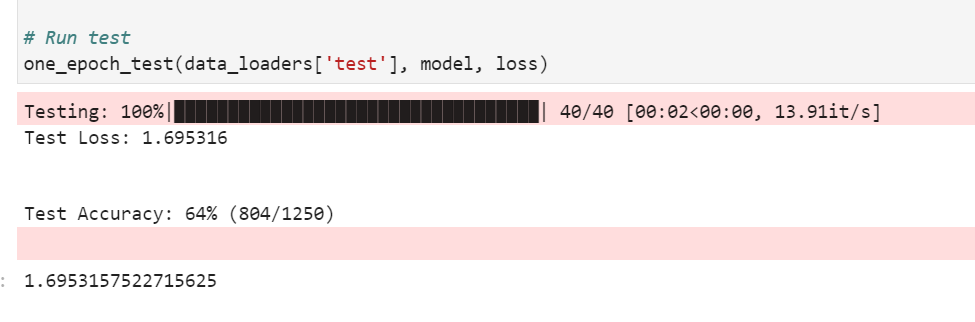 # Run test
one_epoch_test(data_loaders['test'], model, loss)
Testing: 100%|██████████████████████████████████| 40/40 [00:02<00:00, 13.91it/s]
Test Loss: 1.695316
Test Accuracy: 64% (804/1250)
: 1.6953157522715625